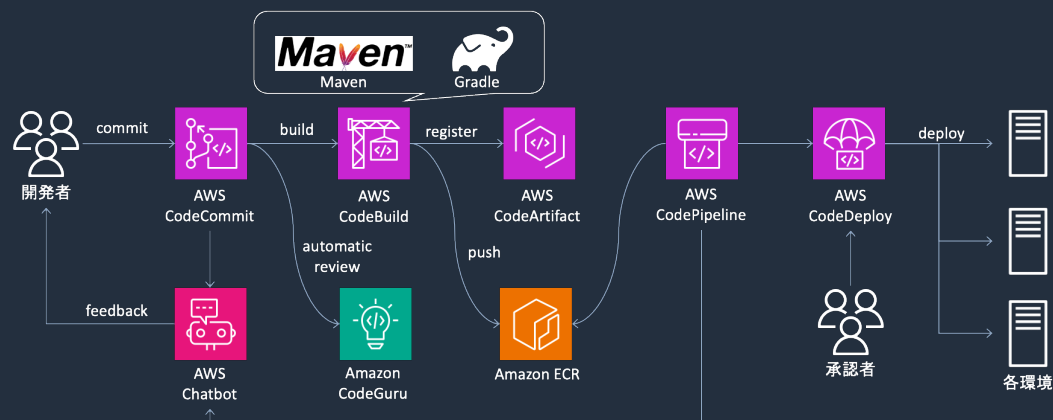 Maven™
Maven
Gradle
commit
build
register
deploy
開発者
AWS
CodeCommit
AWS
CodeBuild
AWS
CodeArtifact
AWS
CodePipeline
AWS
CodeDeploy
automatic
review
push
feedback
AWS
Chatbot
Amazon
CodeGuru
Amazon ECR
承認者
各環境